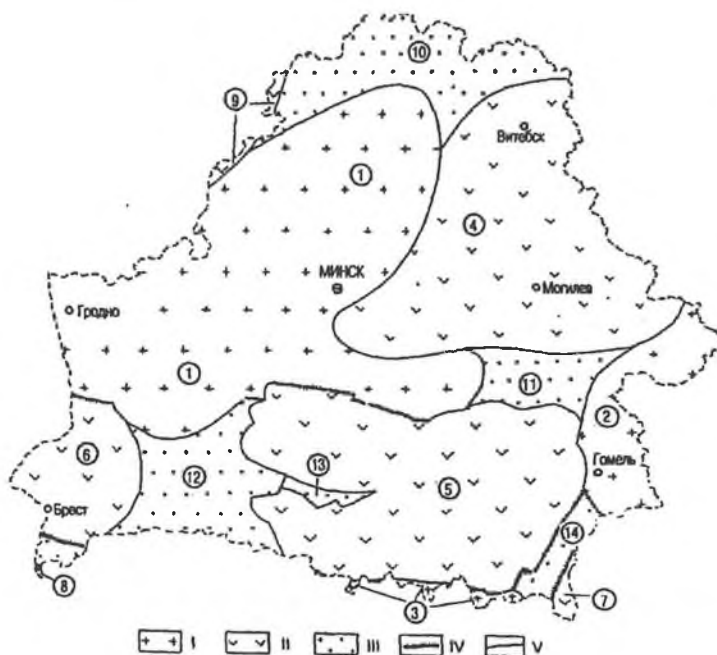 10
9
Витебск
1
4
МИНСК
Могилев
Гродно
1
11
2
6
12
13
5
Гомель
Брест
14
8
3
7
I II III IV V